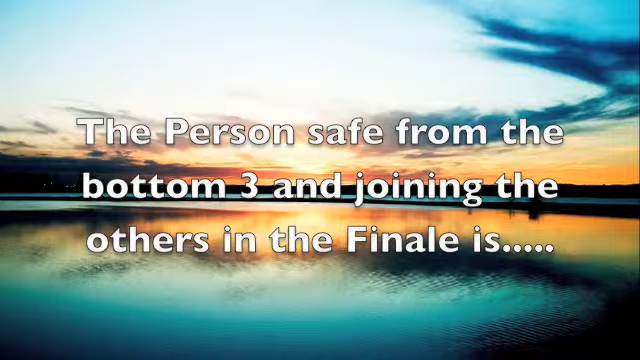 The Person safe from the
bottom 3 and joining the
others in the Finale is.....